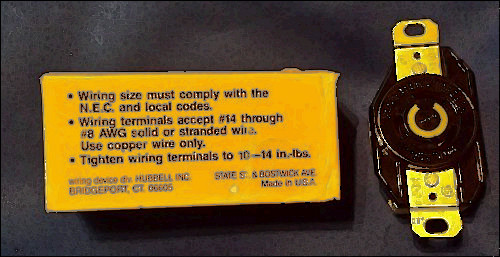 • Wiring size must comply with the
N.E.C. and local codes.
• Wiring terminals accept #14 through
#8 AWG solid or stranded wire.
Use copper wire only.
• Tighten wiring terminals to 10–14 in.-lbs.
wiring device div. HUBBELL INC. STATE ST. & BOSTWICK AVE.
BRIDGEPORT, CT. 06605 Made in U.S.A.